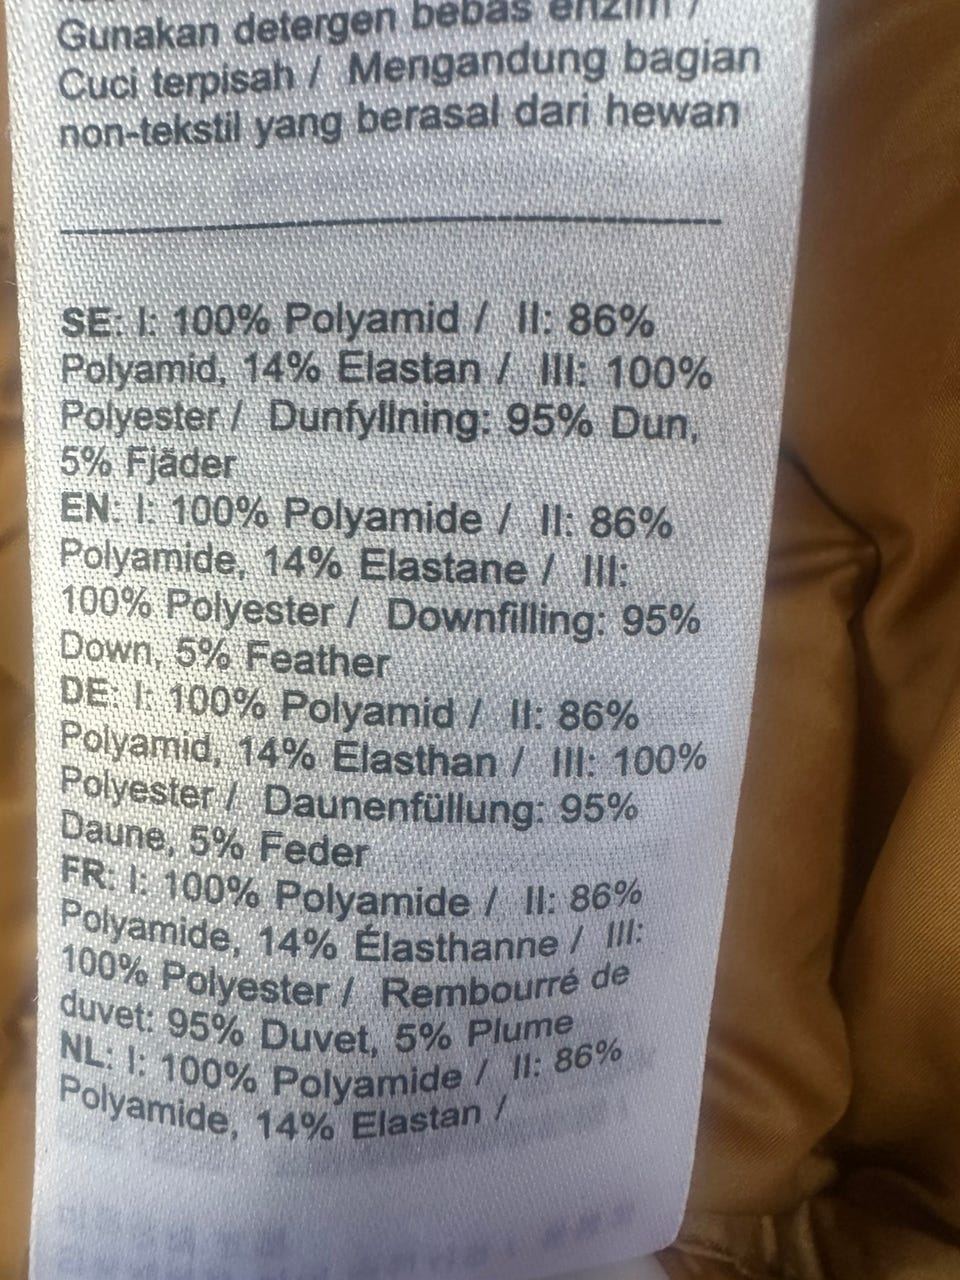 Gunakan detergen bebas enzim /
Cuci terpisah / Mengandung bagian
non-tekstil yang berasal dari hewan
SE: I: 100% Polyamid / II: 86%
Polyamid, 14% Elastan / III: 100%
Polyester / Dunfyllning: 95% Dun,
5% Fjäder
EN: I: 100% Polyamide / II: 86%
Polyamide, 14% Elastane / III:
100% Polyester / Downfilling: 95%
Down, 5% Feather
DE: I: 100% Polyamid / II: 86%
Polyamid, 14% Elasthan / III: 100%
Polyester / Daunenfüllung: 95%
Daune, 5% Feder
FR: I: 100% Polyamide / II: 86%
Polyamide, 14% Élasthanne / III:
100% Polyester / Rembourré de
duvet: 95% Duvet, 5% Plume
NL: I: 100% Polyamide / II: 86%
Polyamide, 14% Elastan /